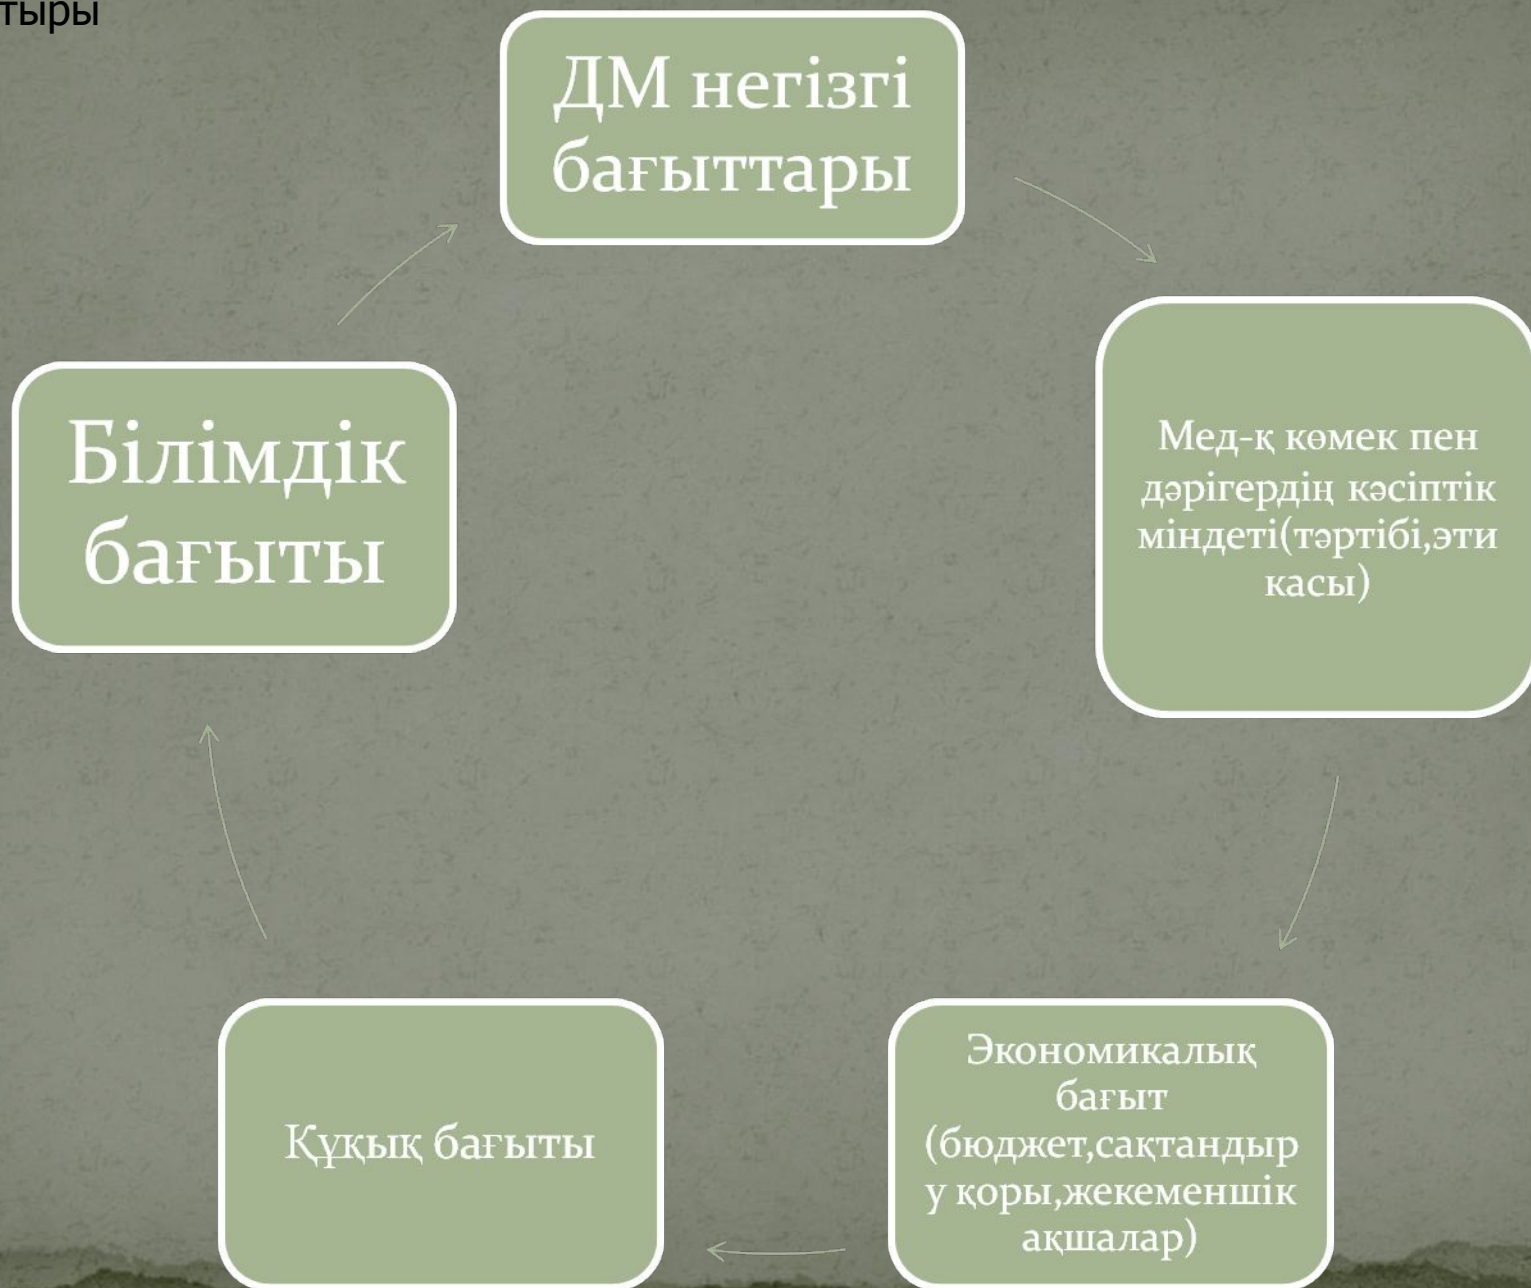 тыры
ДМ негізгі
бағыттары
Мед-қ көмек пен
дәрігердің кәсіптік
міндеті(тәртібі,эти
касы)
Экономикалық
бағыт
(бюджет,сақтандыр
у қоры,жекеменшік
ақшалар)
Құқық бағыты
Білімдік
бағыты